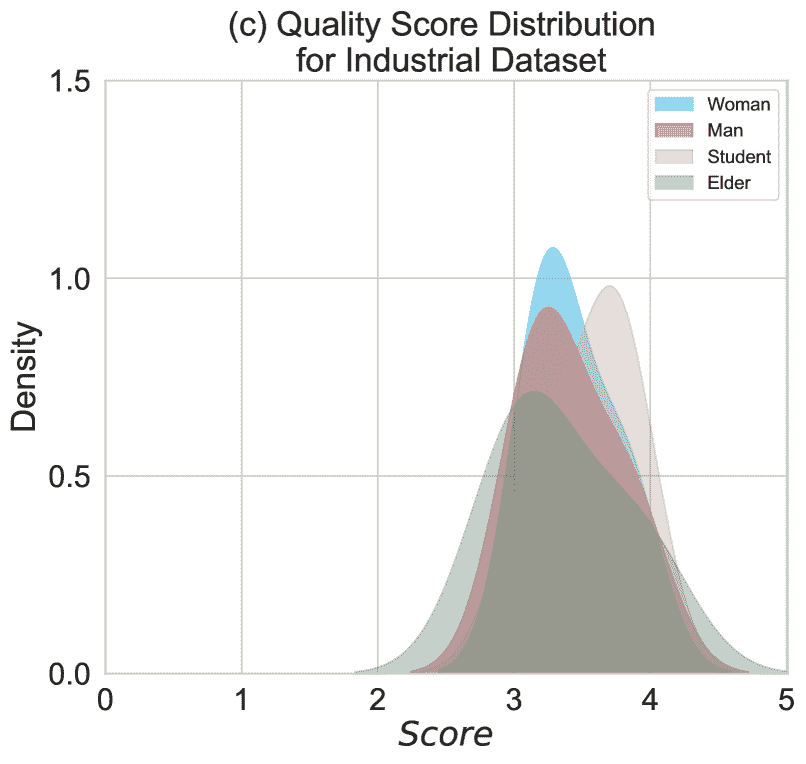 (c) Quality Score Distribution
for Industrial Dataset
1.5
Woman
Man
Student
Elder
1.0
Density
0.5
0.0
0 1 2 3 4 5
Score